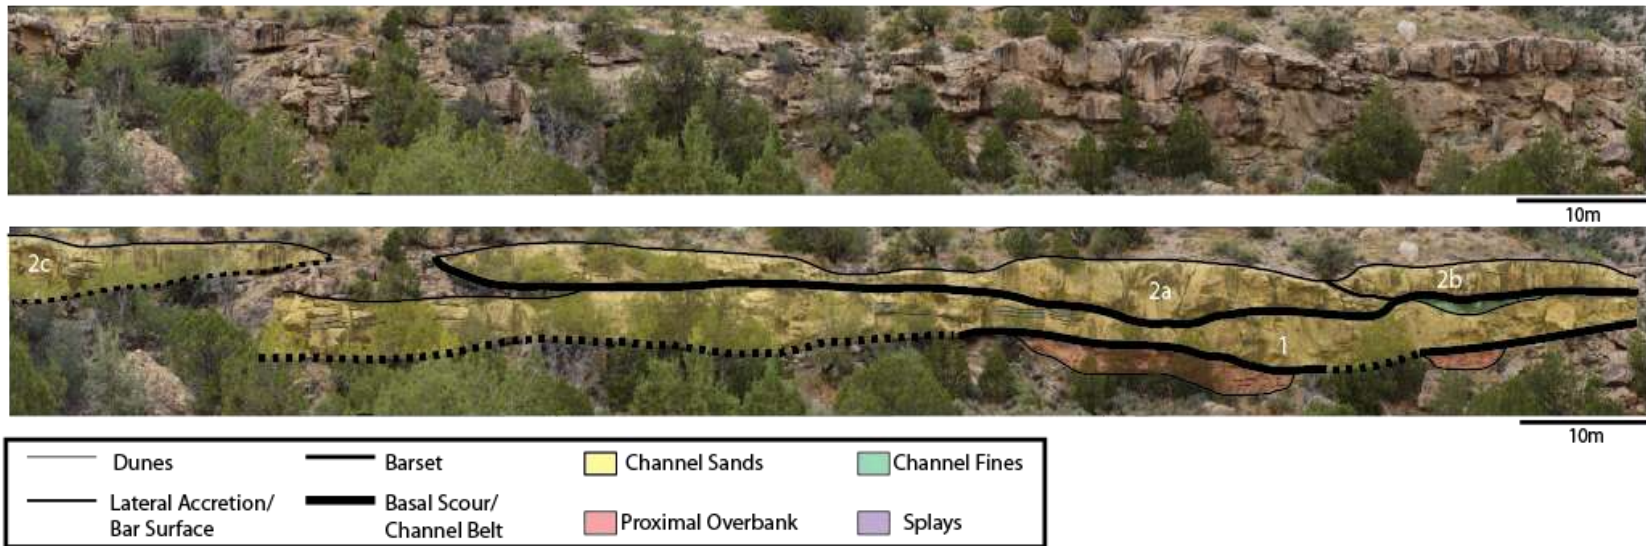 10m
2c
2a
2b
1
10m
Dunes
Barset
Channel Sands
Channel Fines
Lateral Accretion/
Bar Surface
Basal Scour/
Channel Belt
Proximal Overbank
Splays